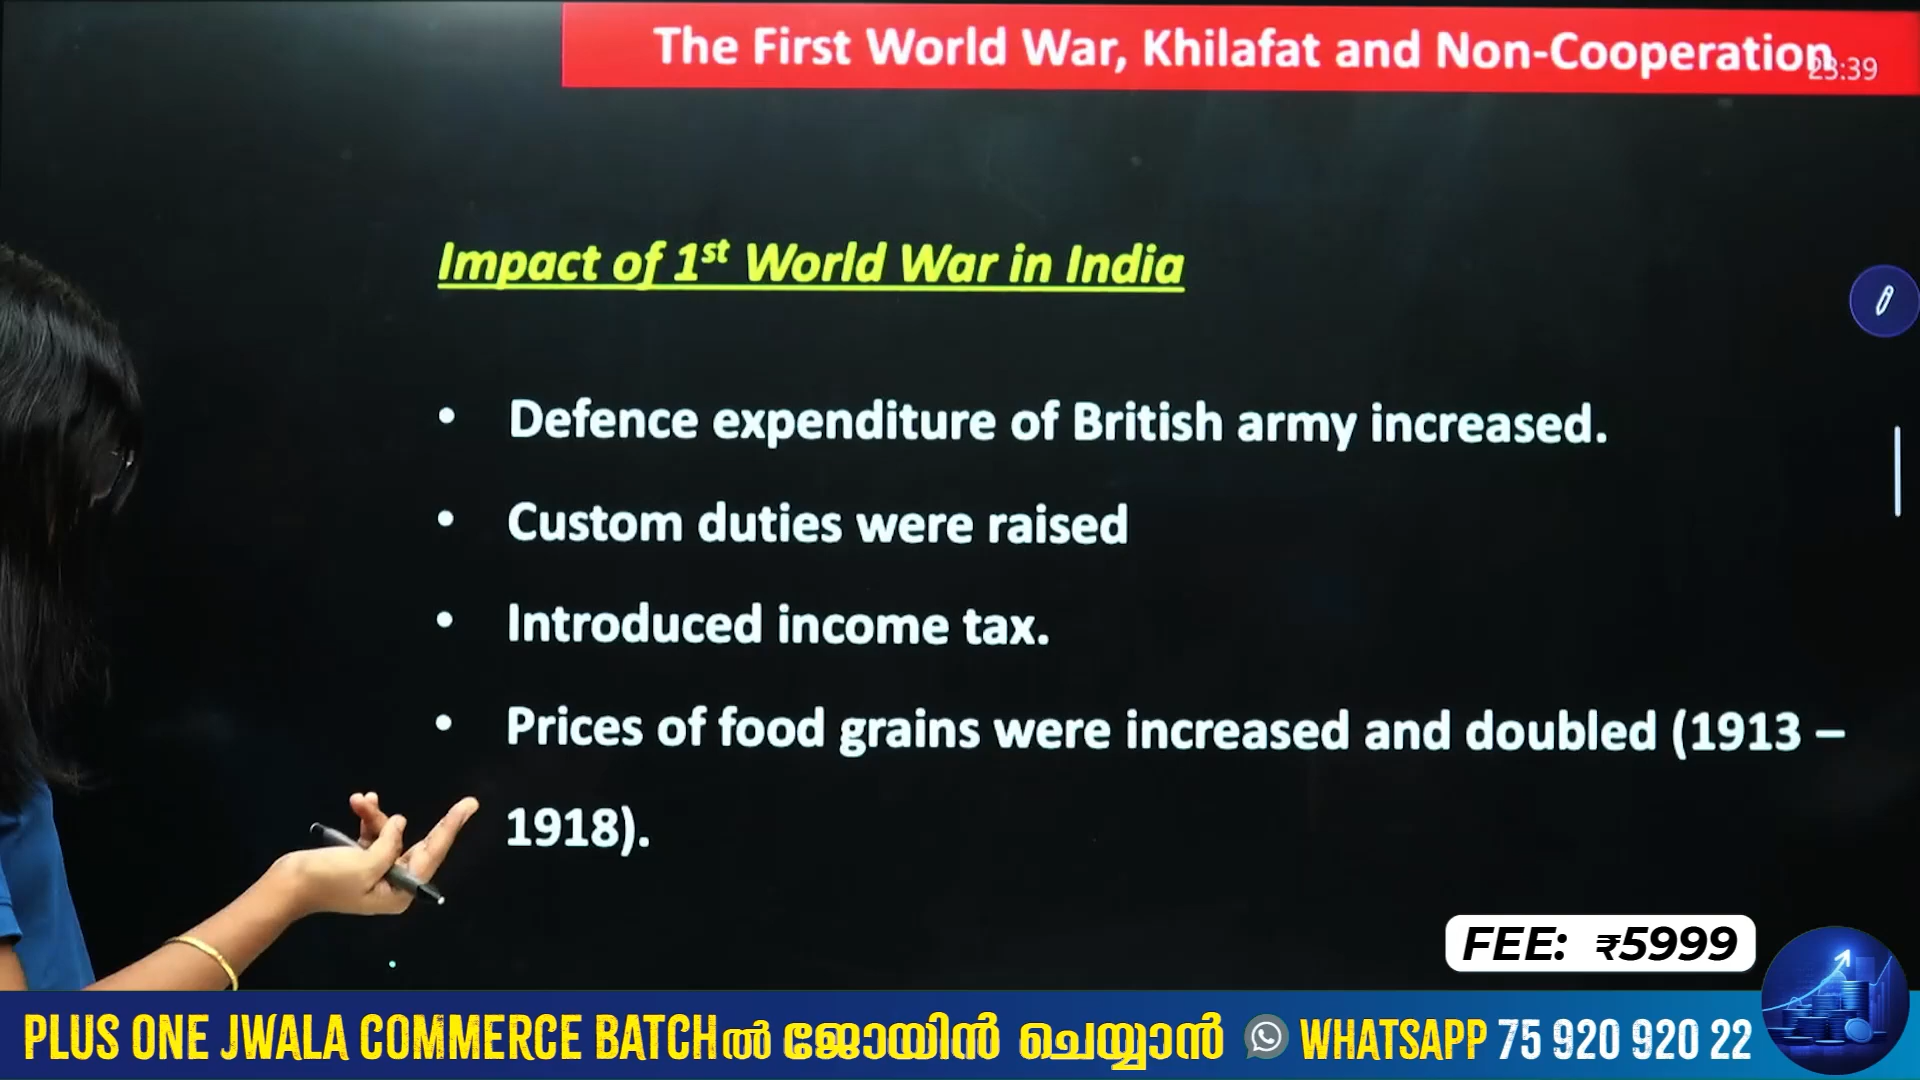 The First World War, Khilafat and Non-Cooperation
23:39
Impact of 1st World War in India
• Defence expenditure of British army increased.
• Custom duties were raised
• Introduced income tax.
• Prices of food grains were increased and doubled (1913 –
1918).
FEE: ₹5999
PLUS ONE JWALA COMMERCE BATCHൽ ജോയിൻ ചെയ്യാൻ WHATSAPP 75 920 920 22